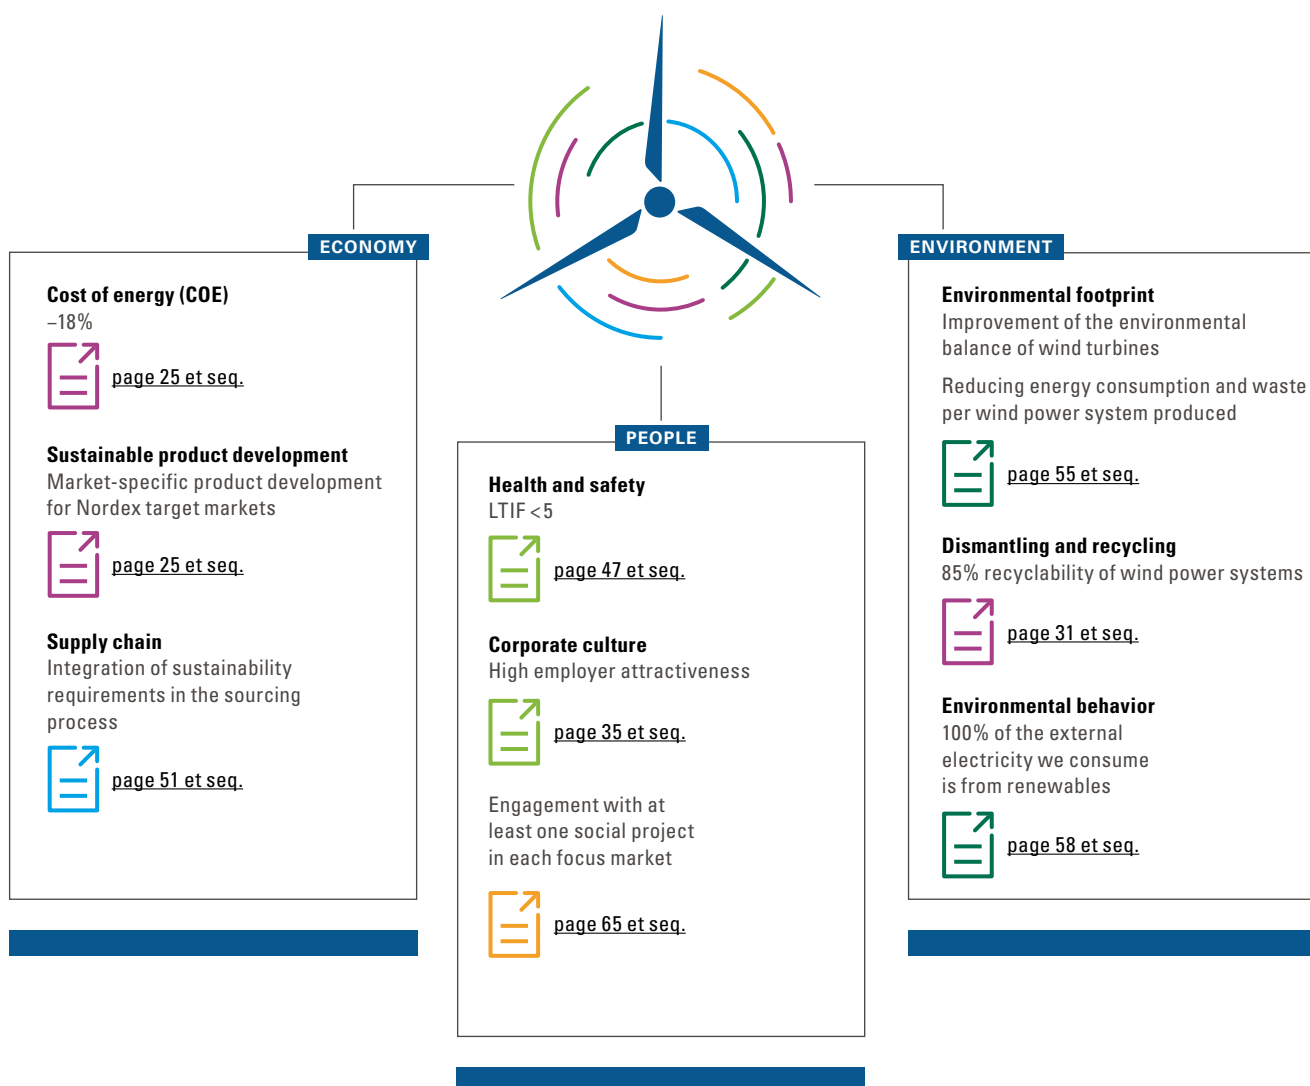 ECONOMY
Cost of energy (COE)
–18%
page 25 et seq.
Sustainable product development
Market-specific product development
for Nordex target markets
page 25 et seq.
Supply chain
Integration of sustainability
requirements in the sourcing
process
page 51 et seq.
PEOPLE
Health and safety
LTIF <5
page 47 et seq.
Corporate culture
High employer attractiveness
page 35 et seq.
Engagement with at
least one social project
in each focus market
page 65 et seq.
ENVIRONMENT
Environmental footprint
Improvement of the environmental
balance of wind turbines
Reducing energy consumption and waste
per wind power system produced
page 55 et seq.
Dismantling and recycling
85% recyclability of wind power systems
page 31 et seq.
Environmental behavior
100% of the external
electricity we consume
is from renewables
page 58 et seq.